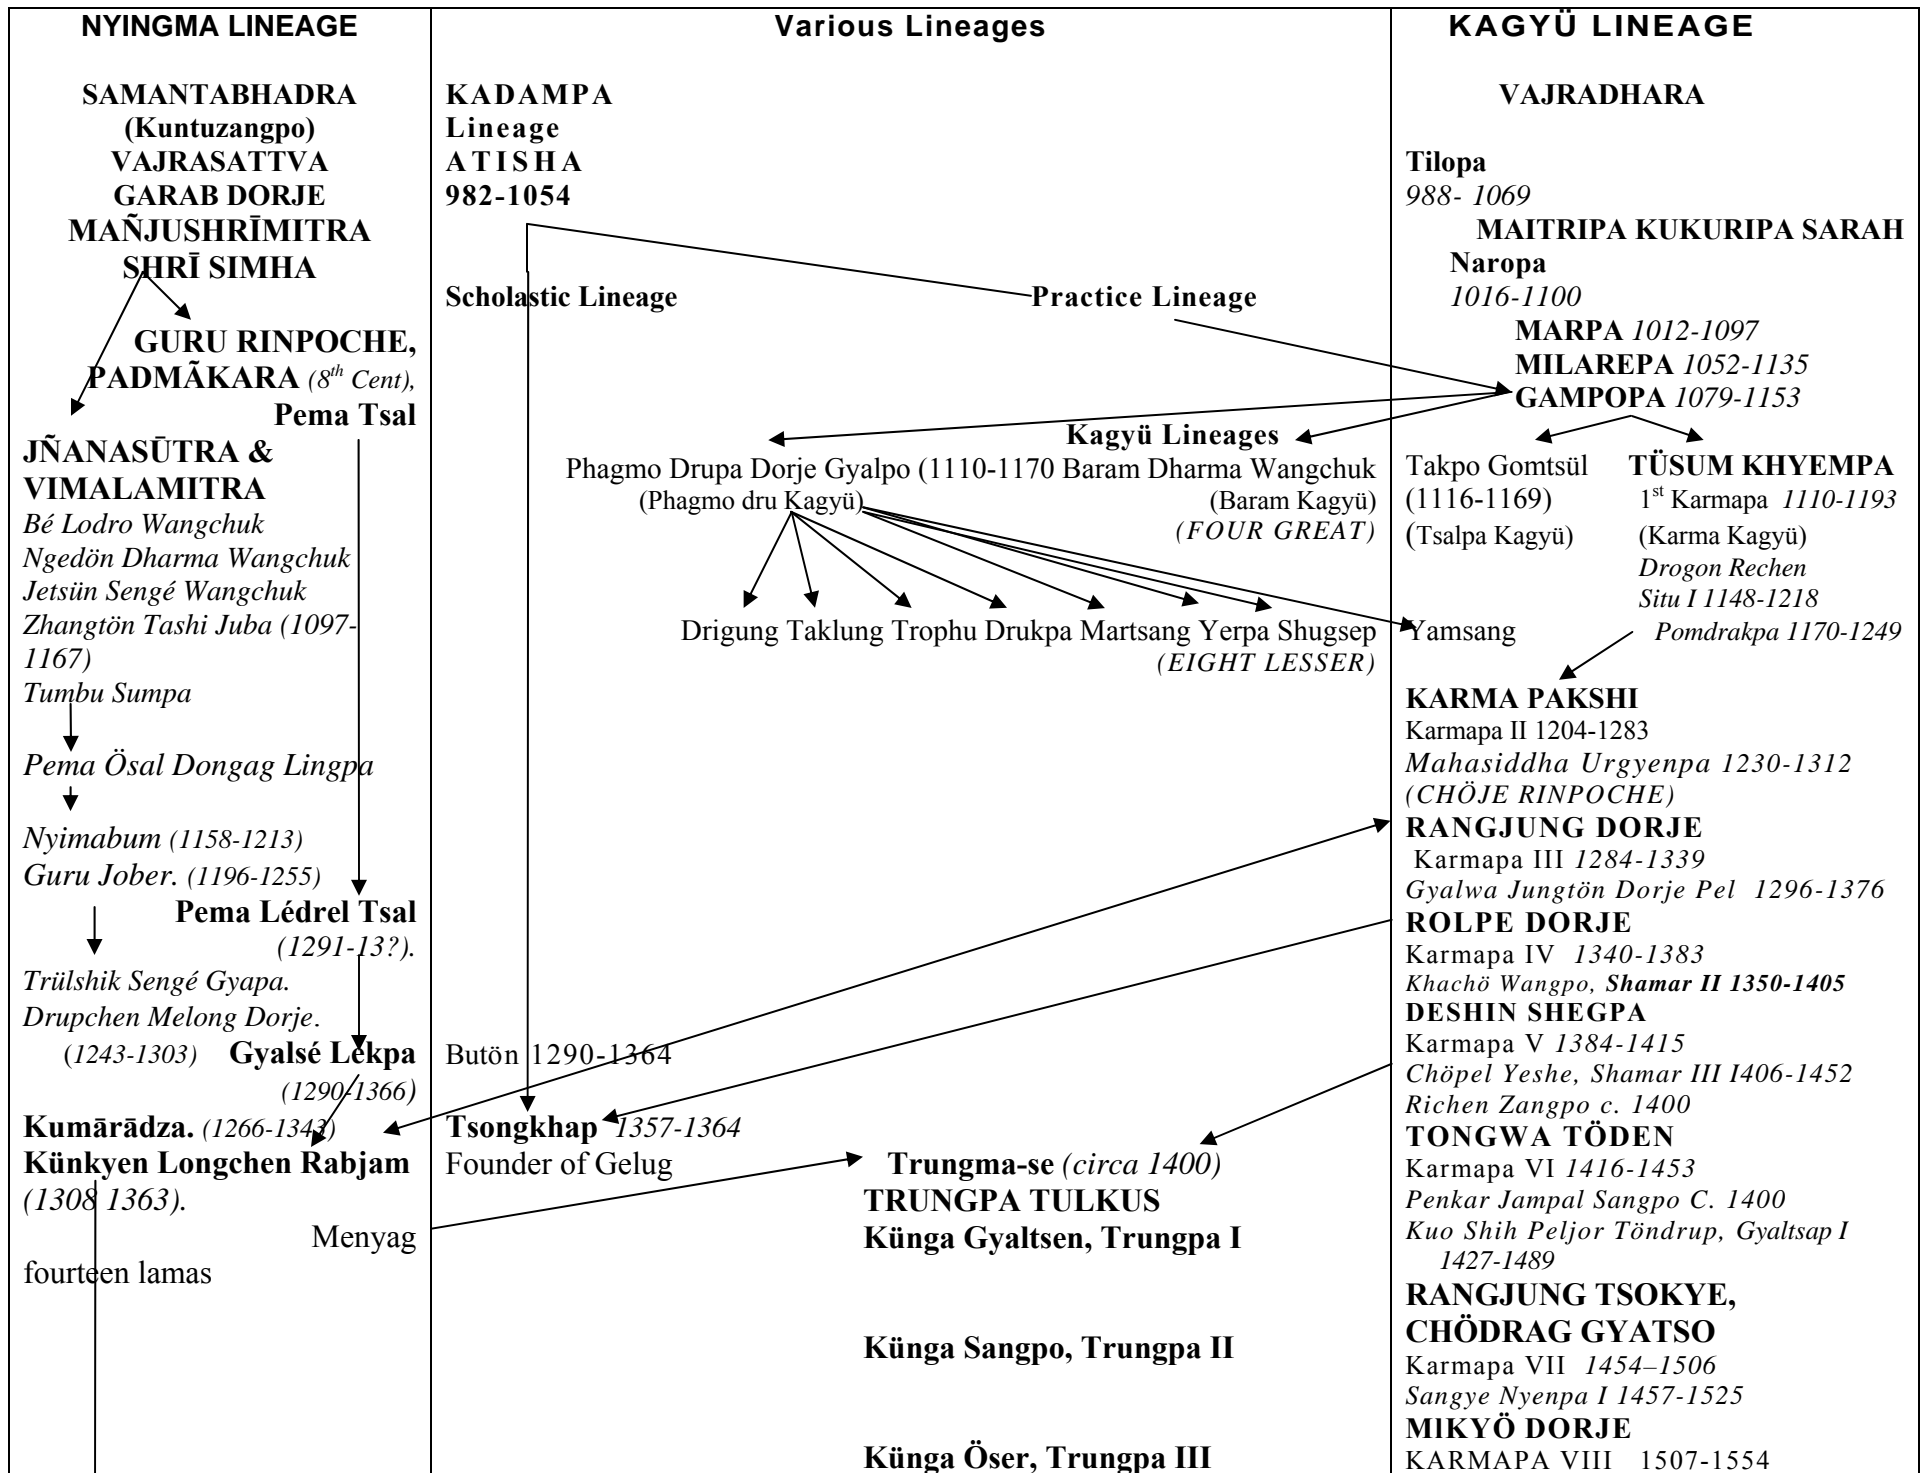 NYINGMA LINEAGE
SAMANTABHADRA
(Kuntuzangpo)
VAJRASATTVA
GARAB DORJE
MAÑJUSHRĪMITRA
SHRĪ SIMHA
GURU RINPOCHE,
PADMÃKARA (8th Cent),
Pema Tsal
JÑANASŪTRA &
VIMALAMITRA
Bé Lodro Wangchuk
Ngedön Dharma Wangchuk
Jetsün Sengé Wangchuk
Zhangtön Tashi Juba (1097-
1167)
Tumbu Sumpa
Pema Ösal Dongag Lingpa
Nyimabum (1158-1213)
Guru Jober. (1196-1255)
Pema Lédrel Tsal
(1291-13?).
Trülshik Sengé Gyapa.
Drupchen Melong Dorje.
(1243-1303) Gyalsé Lekpa
(1290-1366)
Kumārādza. (1266-1343)
Künkyen Longchen Rabjam
(1308 1363).
Menyag
fourteen lamas
Various Lineages
KADAMPA
Lineage
ATISHA
982-1054
Scholastic Lineage Practice Lineage
Kagyü Lineages
Phagmo Drupa Dorje Gyalpo (1110-1170 Baram Dharma Wangchuk
(Phagmo dru Kagyü) (Baram Kagyü)
(FOUR GREAT)
Drigung Taklung Trophu Drukpa Martsang Yerpa Shugsep
(EIGHT LESSER)
Butön 1290-1364
Tsongkhap 1357-1364
Founder of Gelug
Trungma-se (circa 1400)
TRUNGPA TULKUS
Künga Gyaltsen, Trungpa I
Künga Sangpo, Trungpa II
Künga Öser, Trungpa III
KAGYÜ LINEAGE
VAJRADHARA
Tilopa
988- 1069
MAITRIPA KUKURIPA SARAH
Naropa
1016-1100
MARPA 1012-1097
MILAREPA 1052-1135
GAMPOPA 1079-1153
Takpo Gomtsül TÜSUM KHYEMPA
(1116-1169) 1st Karmapa 1110-1193
(Tsalpa Kagyü) (Karma Kagyü)
Drogon Rechen
Situ I 1148-1218
Yamsang Pomdrakpa 1170-1249
KARMA PAKSHI
Karmapa II 1204-1283
Mahasiddha Urgyenpa 1230-1312
(CHÖJE RINPOCHE)
RANGJUNG DORJE
Karmapa III 1284-1339
Gyalwa Jungtön Dorje Pel 1296-1376
ROLPE DORJE
Karmapa IV 1340-1383
Khachö Wangpo, Shamar II 1350-1405
DESHIN SHEGPA
Karmapa V 1384-1415
Chöpel Yeshe, Shamar III I406-1452
Richen Zangpo c. 1400
TONGWA TÖDEN
Karmapa VI 1416-1453
Penkar Jampal Sangpo C. 1400
Kuo Shih Peljor Töndrup, Gyaltsap I
1427-1489
RANGJUNG TSOKYE,
CHÖDRAG GYATSO
Karmapa VII 1454–1506
Sangye Nyenpa I 1457-1525
MIKYÖ DORJE
KARMAPA VIII 1507-1554